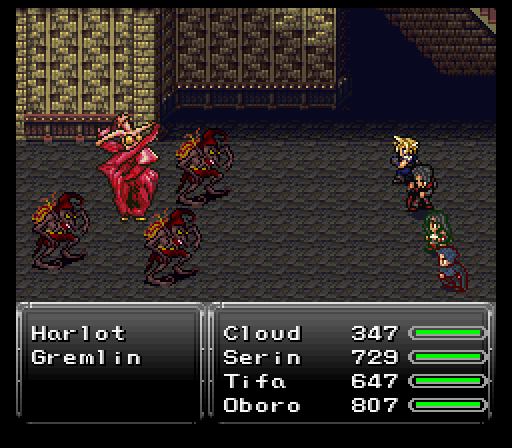 Harlot
Gremlin
Cloud 347
Serin 729
Tifa 647
Oboro 807